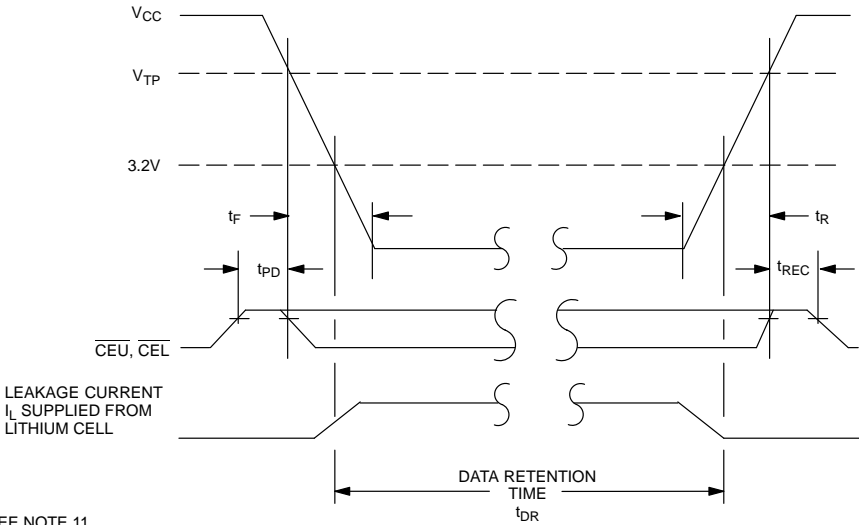 VCC
VTP
3.2V
tF
tR
tPD
tREC
CEU, CEL
LEAKAGE CURRENT
IL SUPPLIED FROM
LITHIUM CELL
DATA RETENTION
TIME
tDR
NOTE 11